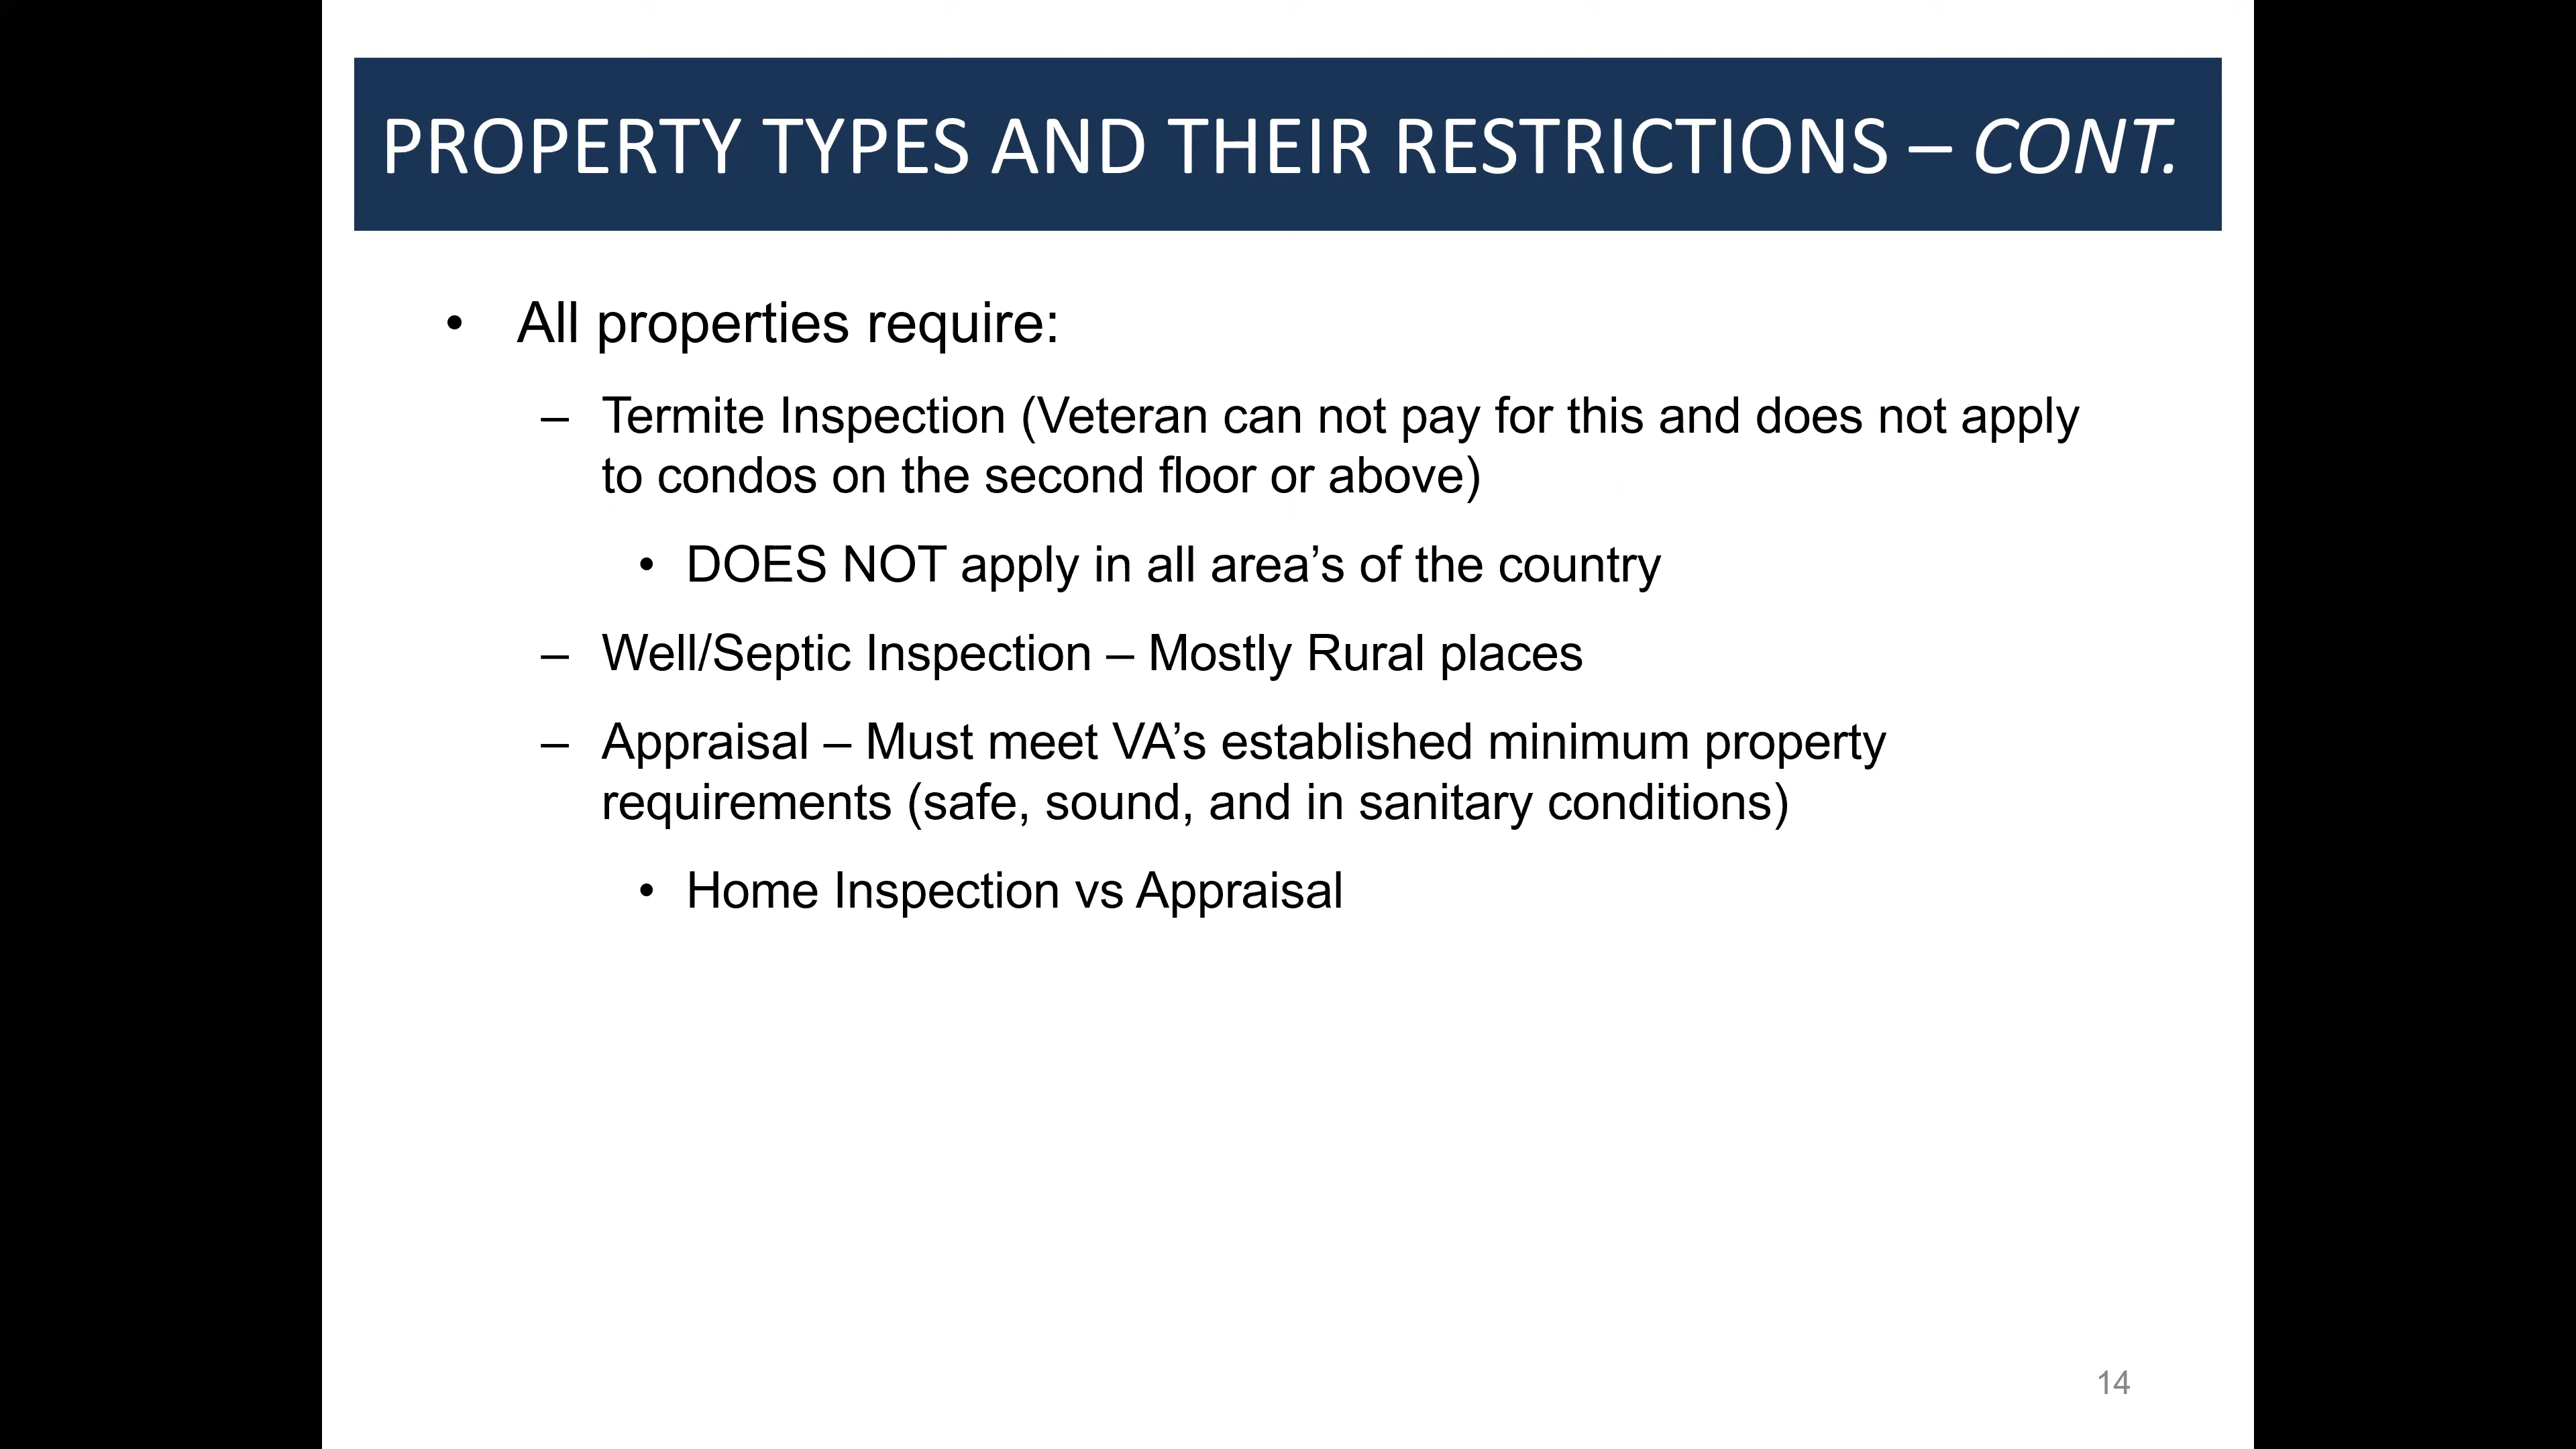 PROPERTY TYPES AND THEIR RESTRICTIONS – CONT.
• All properties require:
– Termite Inspection (Veteran can not pay for this and does not apply
to condos on the second floor or above)
• DOES NOT apply in all area’s of the country
– Well/Septic Inspection – Mostly Rural places
– Appraisal – Must meet VA’s established minimum property
requirements (safe, sound, and in sanitary conditions)
• Home Inspection vs Appraisal
14